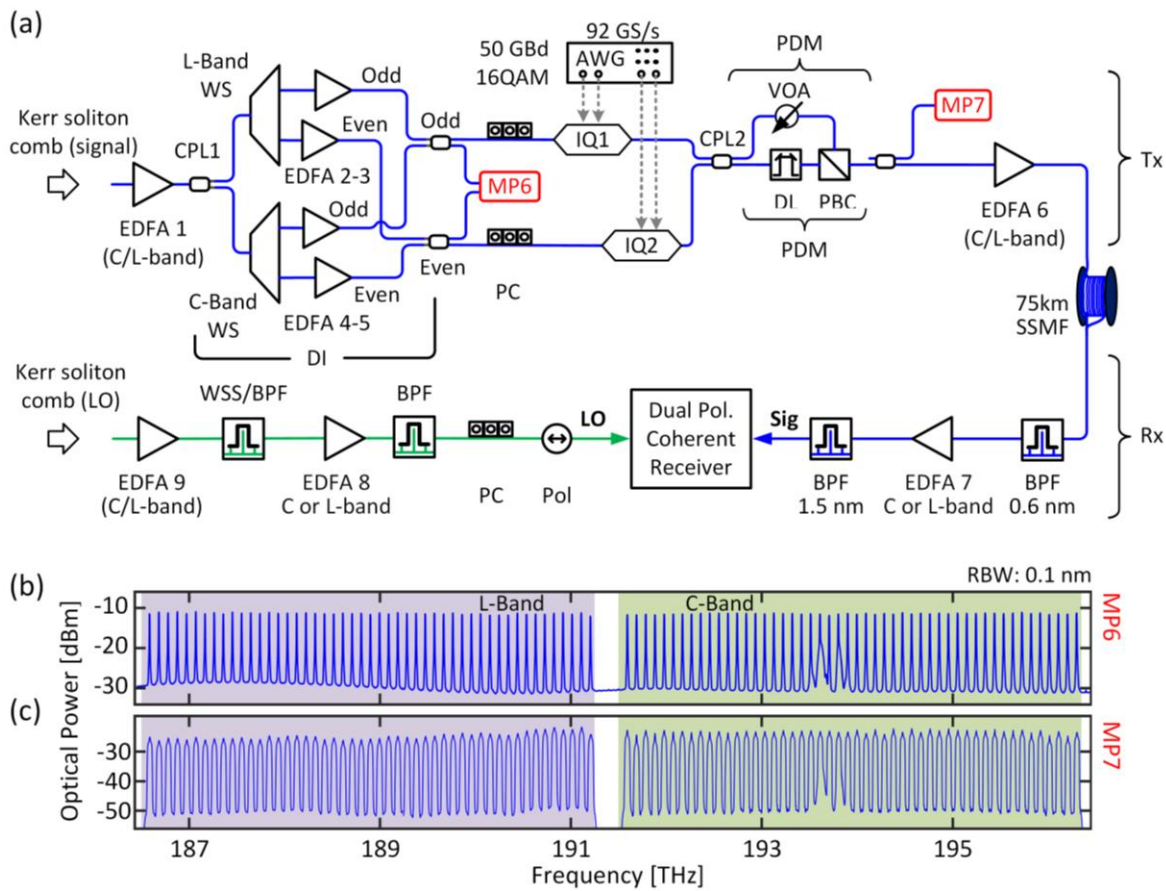 (a)
92 GS/s
50 GBd
16QAM
AWG
PDM
L-Band
WS
Odd
VOA
MP7
Kerr soliton
comb (signal)
CPL1
Even
Odd
IQ1
CPL2
Tx
EDFA 2-3
MP6
EDFA 1
(C/L-band)
Odd
DL
PBC
EDFA 6
(C/L-band)
IQ2
Even
Even
PC
PDM
C-Band
WS
EDFA 4-5
75km
SSMF
DI
Kerr soliton
comb (LO)
WSS/BPF
BPF
LO
Dual Pol.
Coherent
Receiver
Sig
Rx
EDFA 9
(C/L-band)
EDFA 8
C or L-band
PC
Pol
BPF
1.5 nm
EDFA 7
C or L-band
BPF
0.6 nm
RBW: 0.1 nm
(b)
L-Band
C-Band
MP6
-10
-20
-30
(c)
MP7
-30
-40
-50
Optical Power [dBm]
187
189
191
193
195
Frequency [THz]